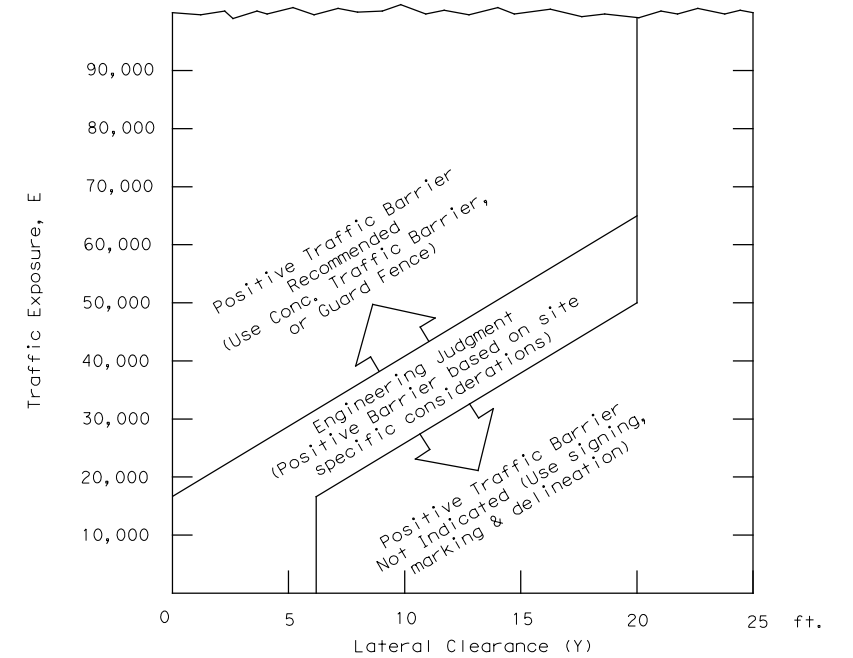 90,000
80,000
70,000
60,000
50,000
40,000
30,000
20,000
10,000
Traffic Exposure, E
Positive Traffic Barrier
Recommended
(Use Conc. Traffic Barrier,
or Guard Fence)
Engineering Judgment
(Positive Barrier based on site
specific considerations)
Positive Traffic Barrier
Not Indicated (Use signing,
marking & delineation)
0 5 10 15 20 25 ft.
Lateral Clearance (Y)